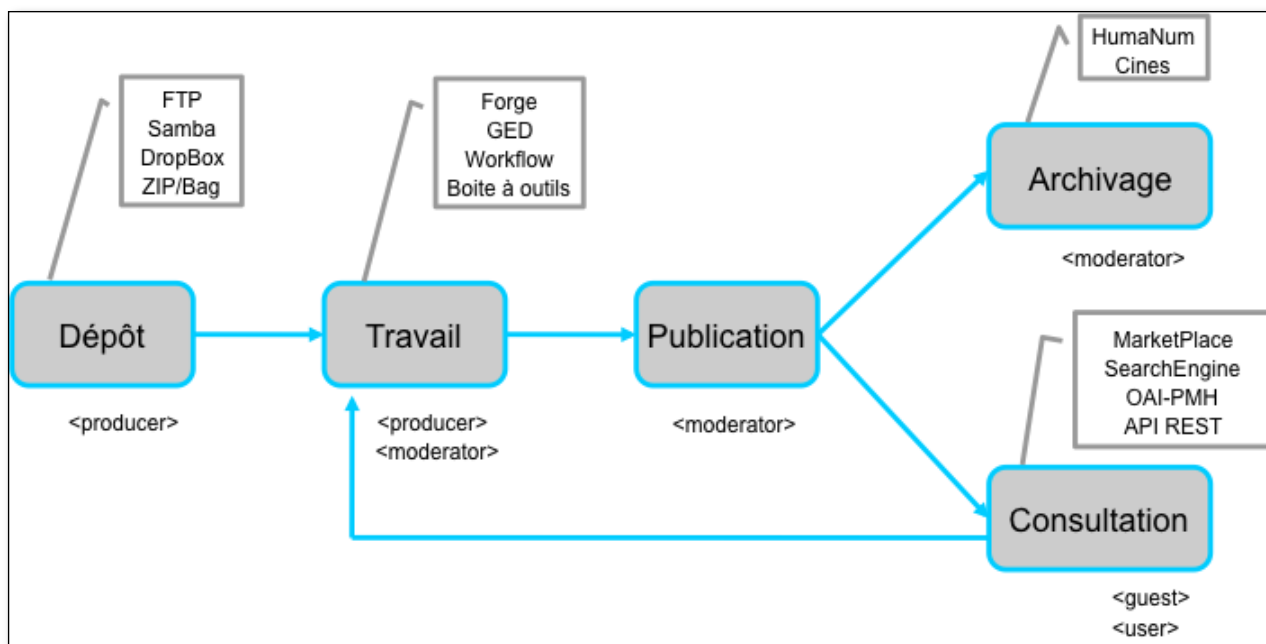 FTP
Samba
DropBox
ZIP/Bag
Dépôt
<producer>
Forge
GED
Workflow
Boite à outils
Travail
<producer>
<moderator>
Publication
<moderator>
HumaNum
Cines
Archivage
<moderator>
MarketPlace
SearchEngine
OAI-PMH
API REST
Consultation
<guest>
<user>